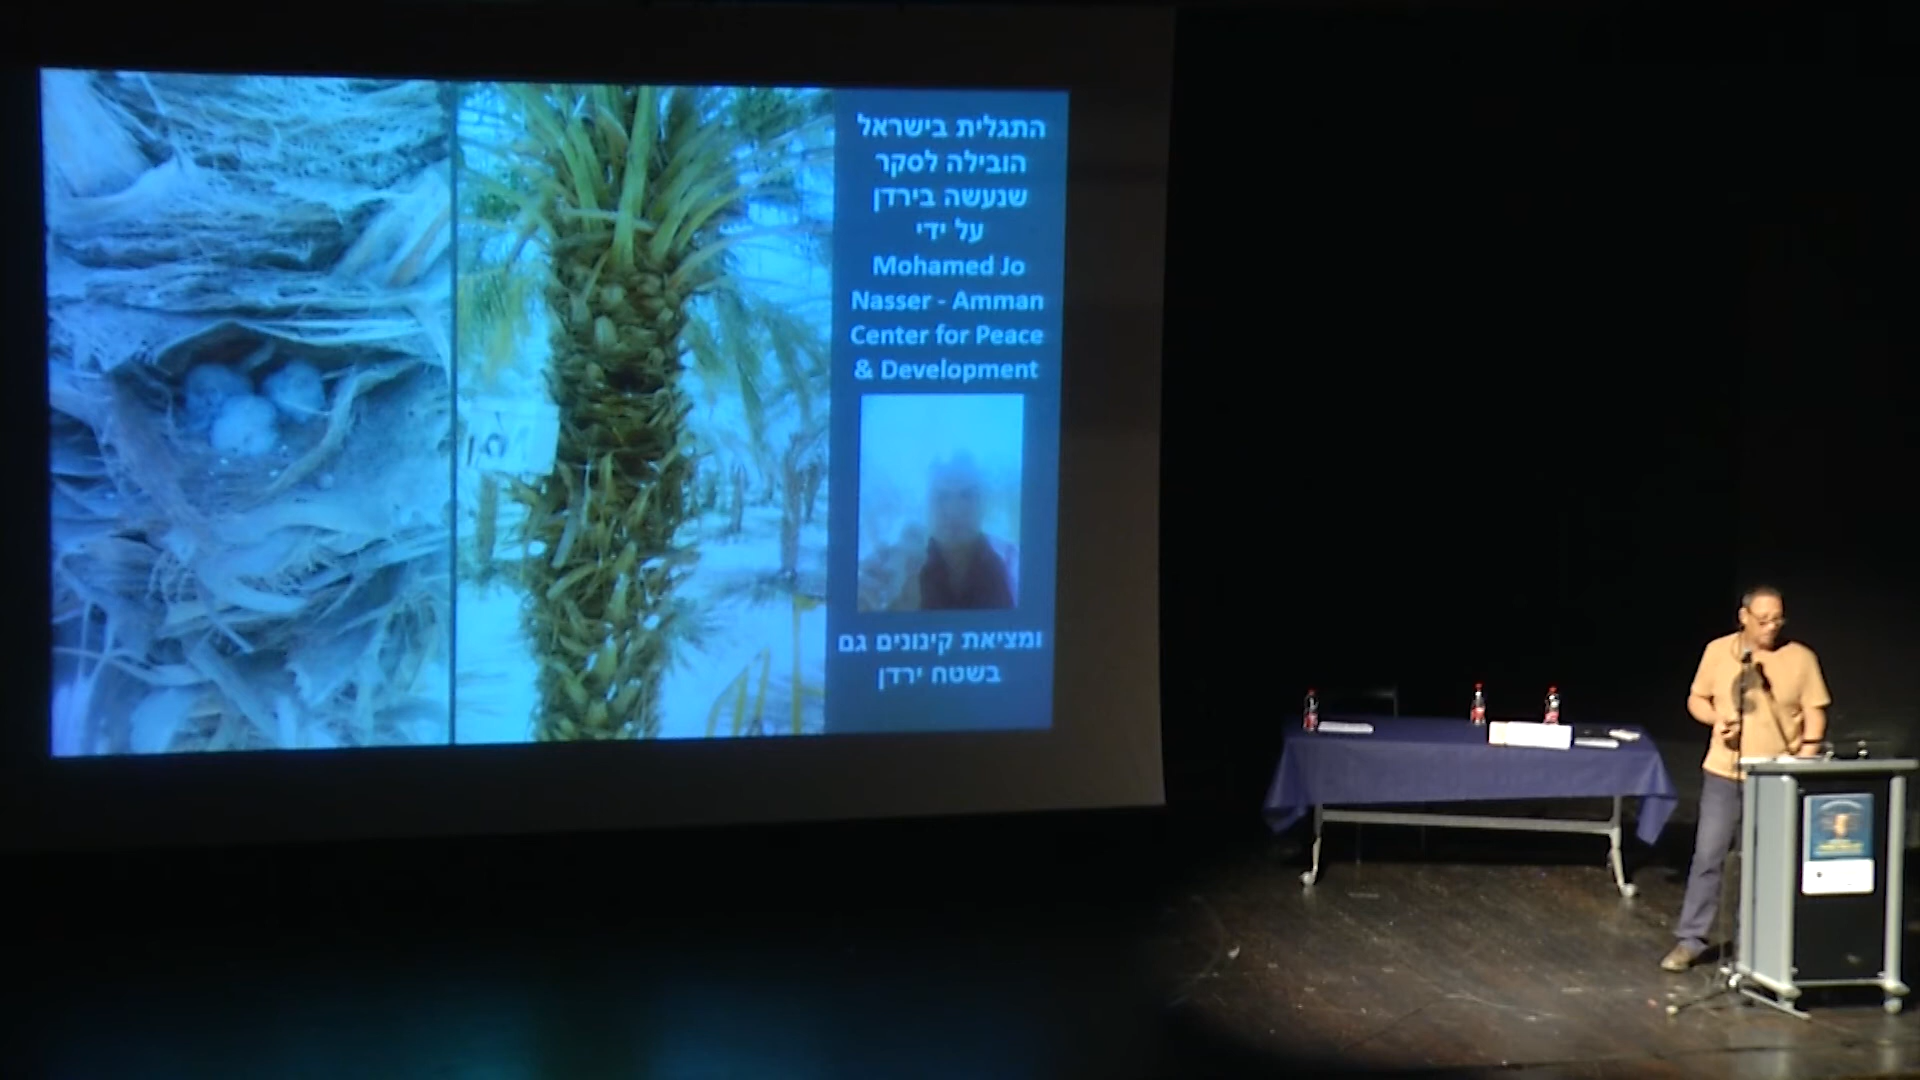 התגלית בישראל
הובילה לסקר
שנעשה בירדן
על ידי
Mohamed Jo
Nasser - Amman
Center for Peace
& Development
ומציאת קינונים גם
בשטח ירדן